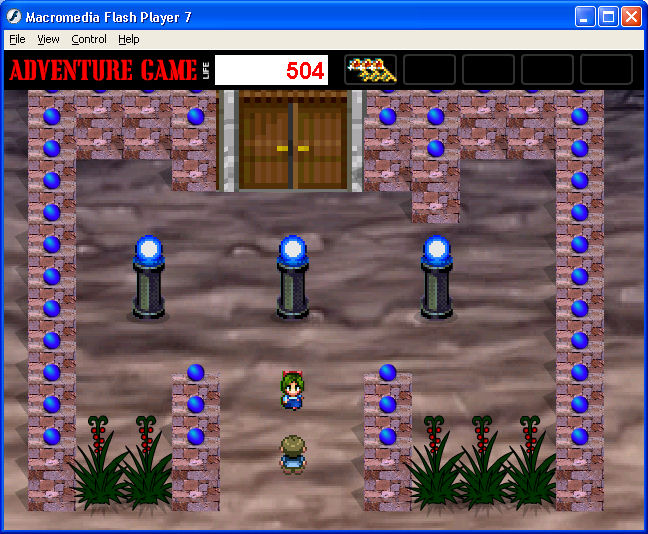 Macromedia Flash Player 7
File View Control Help
ADVENTURE GAME LIFE 504